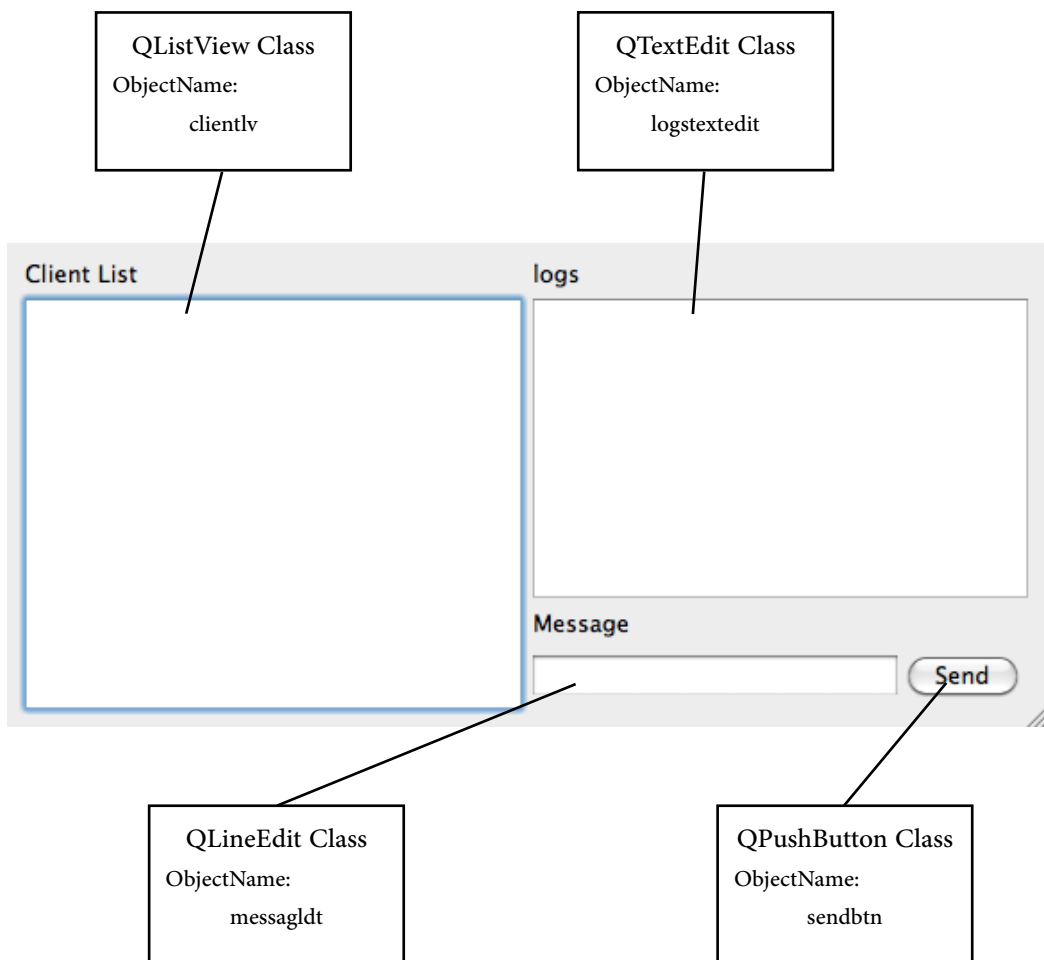 QListView Class
ObjectName:
clientlv
QTextEdit Class
ObjectName:
logstextedit
Client List
logs
Message
Send
QLineEdit Class
ObjectName:
messagldt
QPushButton Class
ObjectName:
sendbtn